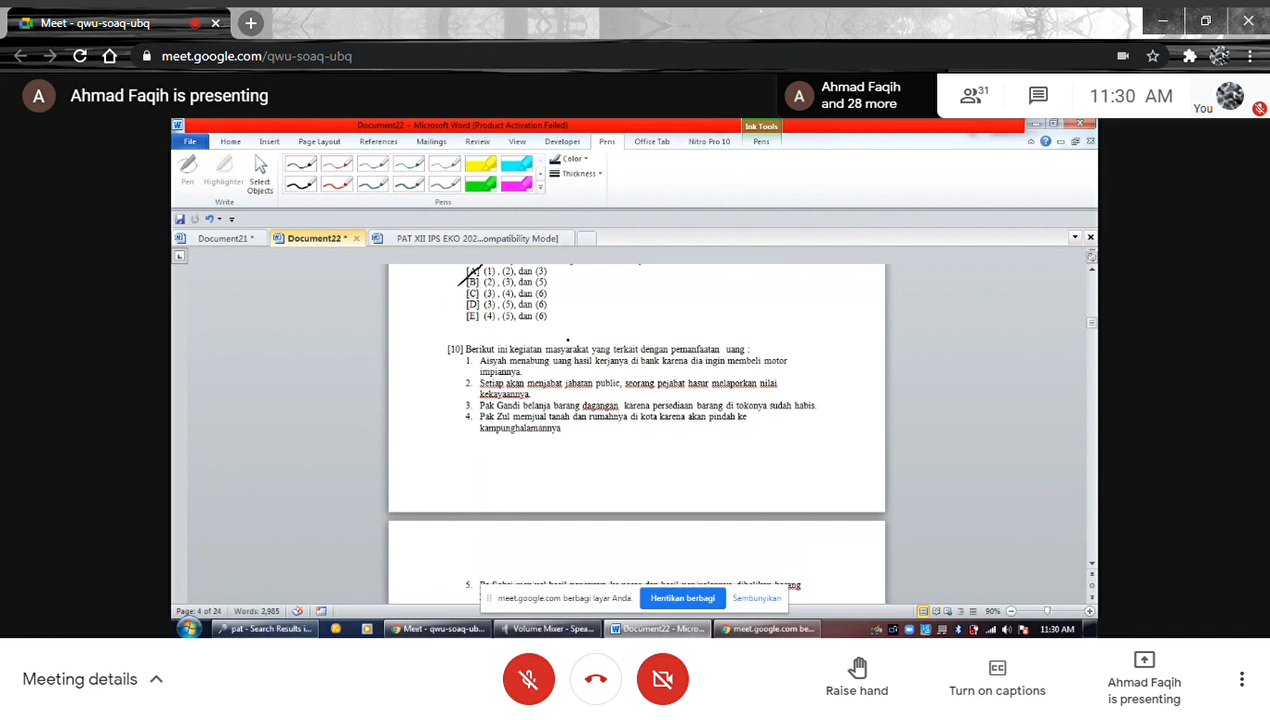 Meet - qwu-soaq-ubq
meet.google.com/qwu-soaq-ubq
A Ahmad Faqih is presenting
A Ahmad Faqih and 28 more
31
11:30 AM
You
Document22 - Microsoft Word (Product Activation Failed)
Ink Tools
File Home Insert Page Layout References Mailings Review View Developer Pens Office Tab Nitro Pro 10 Pens
Pen Highlighter Select Objects
Color
Thickness
Write Pens
Document21 * Document22 * PAT XII IPS EKO 202...ompatibility Mode]
[A] (1) , (2), dan (3)
[B] (2) , (3), dan (5)
[C] (3) , (4), dan (6)
[D] (3) , (5), dan (6)
[E] (4) , (5), dan (6)
[10] Berikut ini kegiatan masyarakat yang terkait dengan pemanfaatan uang :
1. Aisyah menabung uang hasil kerjanya di bank karena dia ingin membeli motor
impiannya.
2. Setiap akan menjabat jabatan public, seorang pejabat hasur melaporkan nilai
kekayaannya.
3. Pak Gandi belanja barang dagangan karena persediaan barang di tokonya sudah habis.
4. Pak Zul memjual tanah dan rumahnya di kota karena akan pindah ke
kampunghalamannya
5.
meet.google.com berbagi layar Anda. Hentikan berbagi Sembunyikan
Page: 4 of 24 Words: 2,985 90%
pat - Search Results i... Meet - qwu-soaq-ub... Volume Mixer - Spea... Document22 - Micro... meet.google.com be... 11:30 AM
Meeting details
Raise hand
Turn on captions
Ahmad Faqih
is presenting